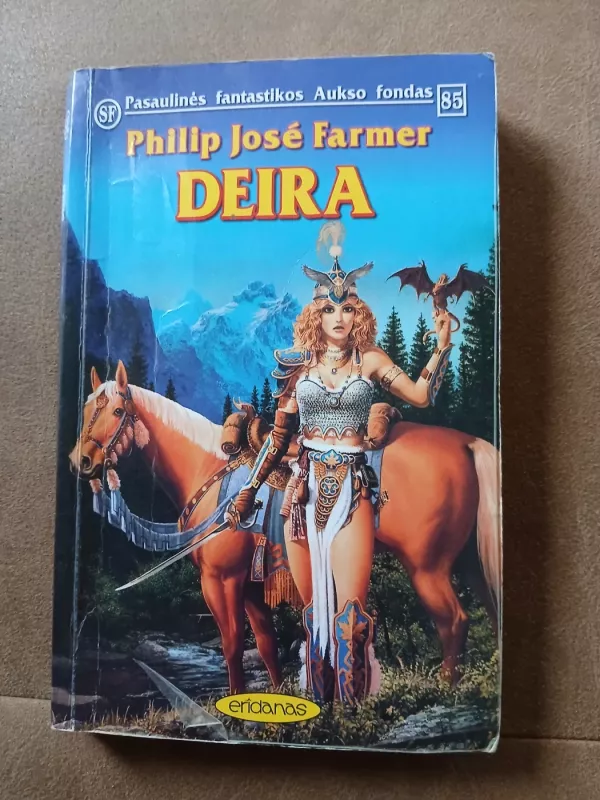 SF Pasaulinės fantastikos Aukso fondas 85
Philip José Farmer
DEIRA
eridanas